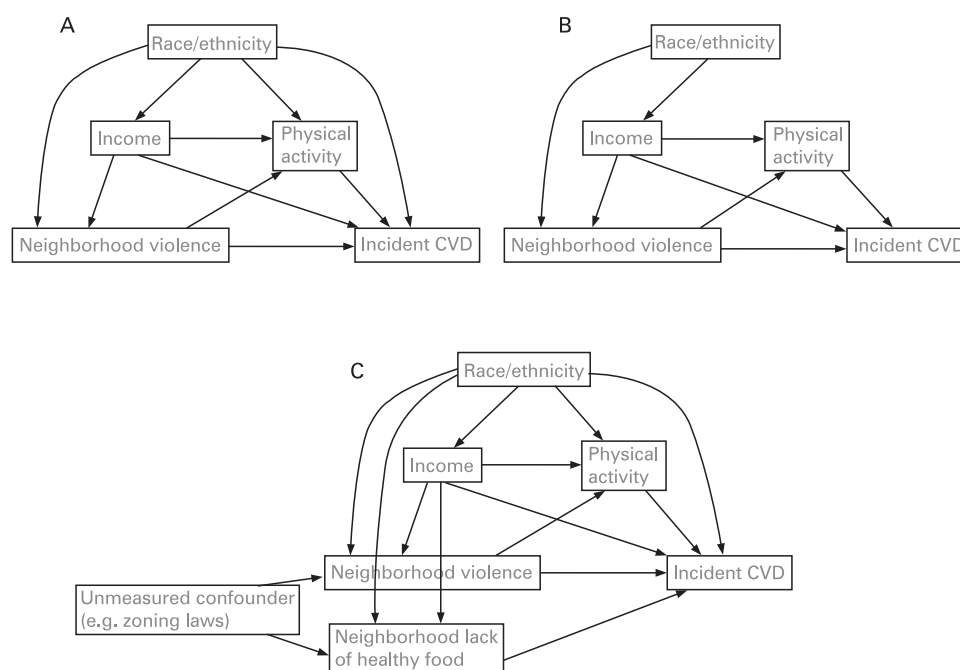 A
Race/ethnicity
Income
Physical
activity
Neighborhood violence
Incident CVD
B
Race/ethnicity
Income
Physical
activity
Neighborhood violence
Incident CVD
C
Race/ethnicity
Income
Physical
activity
Neighborhood violence
Incident CVD
Unmeasured confounder
(e.g. zoning laws)
Neighborhood lack
of healthy food